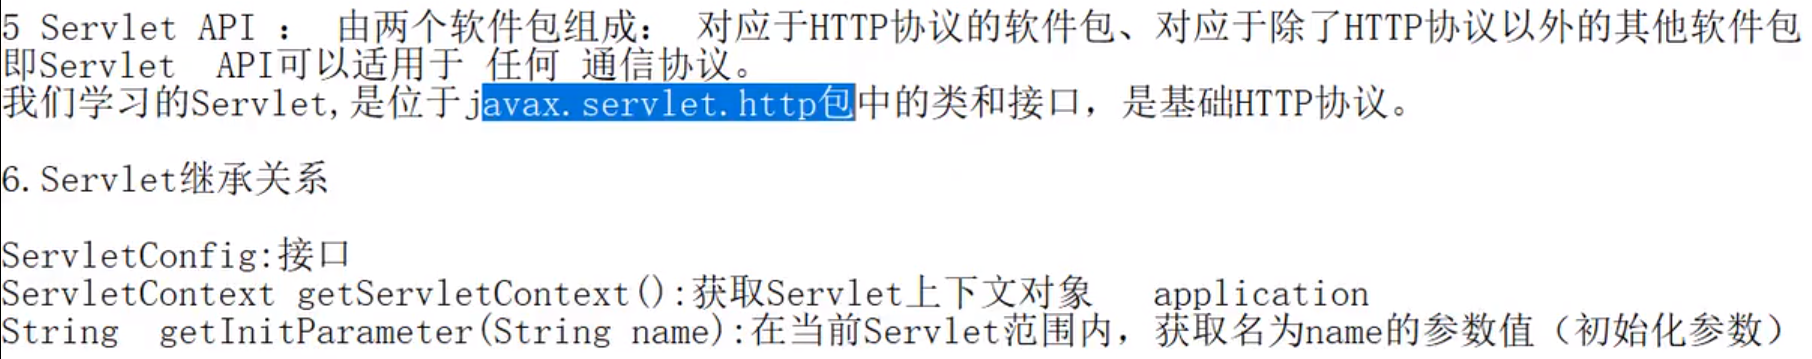 5 Servlet API ： 由两个软件包组成： 对应于HTTP协议的软件包、对应于除了HTTP协议以外的其他软件包
即Servlet  API可以适用于 任何 通信协议。
我们学习的Servlet,是位于javax.servlet.http包中的类和接口，是基础HTTP协议。
6.Servlet继承关系
ServletConfig:接口
ServletContext getServletContext():获取Servlet上下文对象   application
String  getInitParameter(String name):在当前Servlet范围内，获取名为name的参数值（初始化参数）